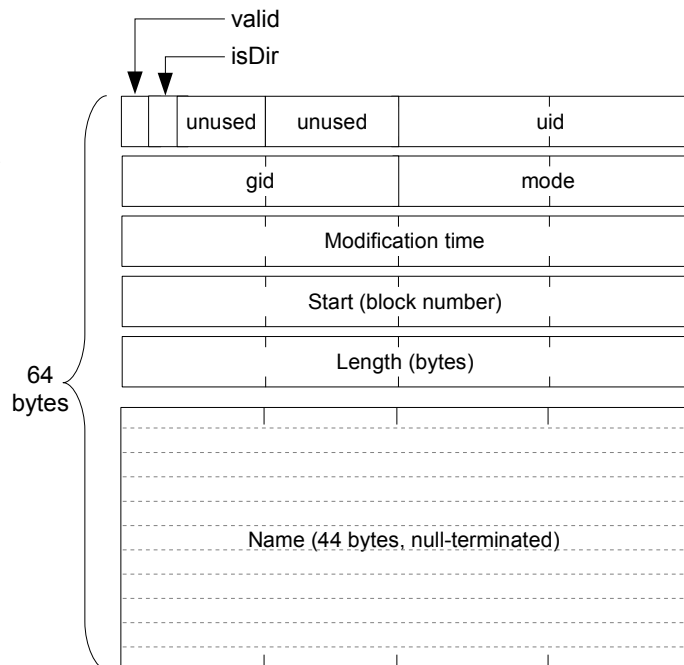 valid
isDir
unused unused uid
gid mode
Modification time
Start (block number)
Length (bytes)
64
bytes
Name (44 bytes, null-terminated)